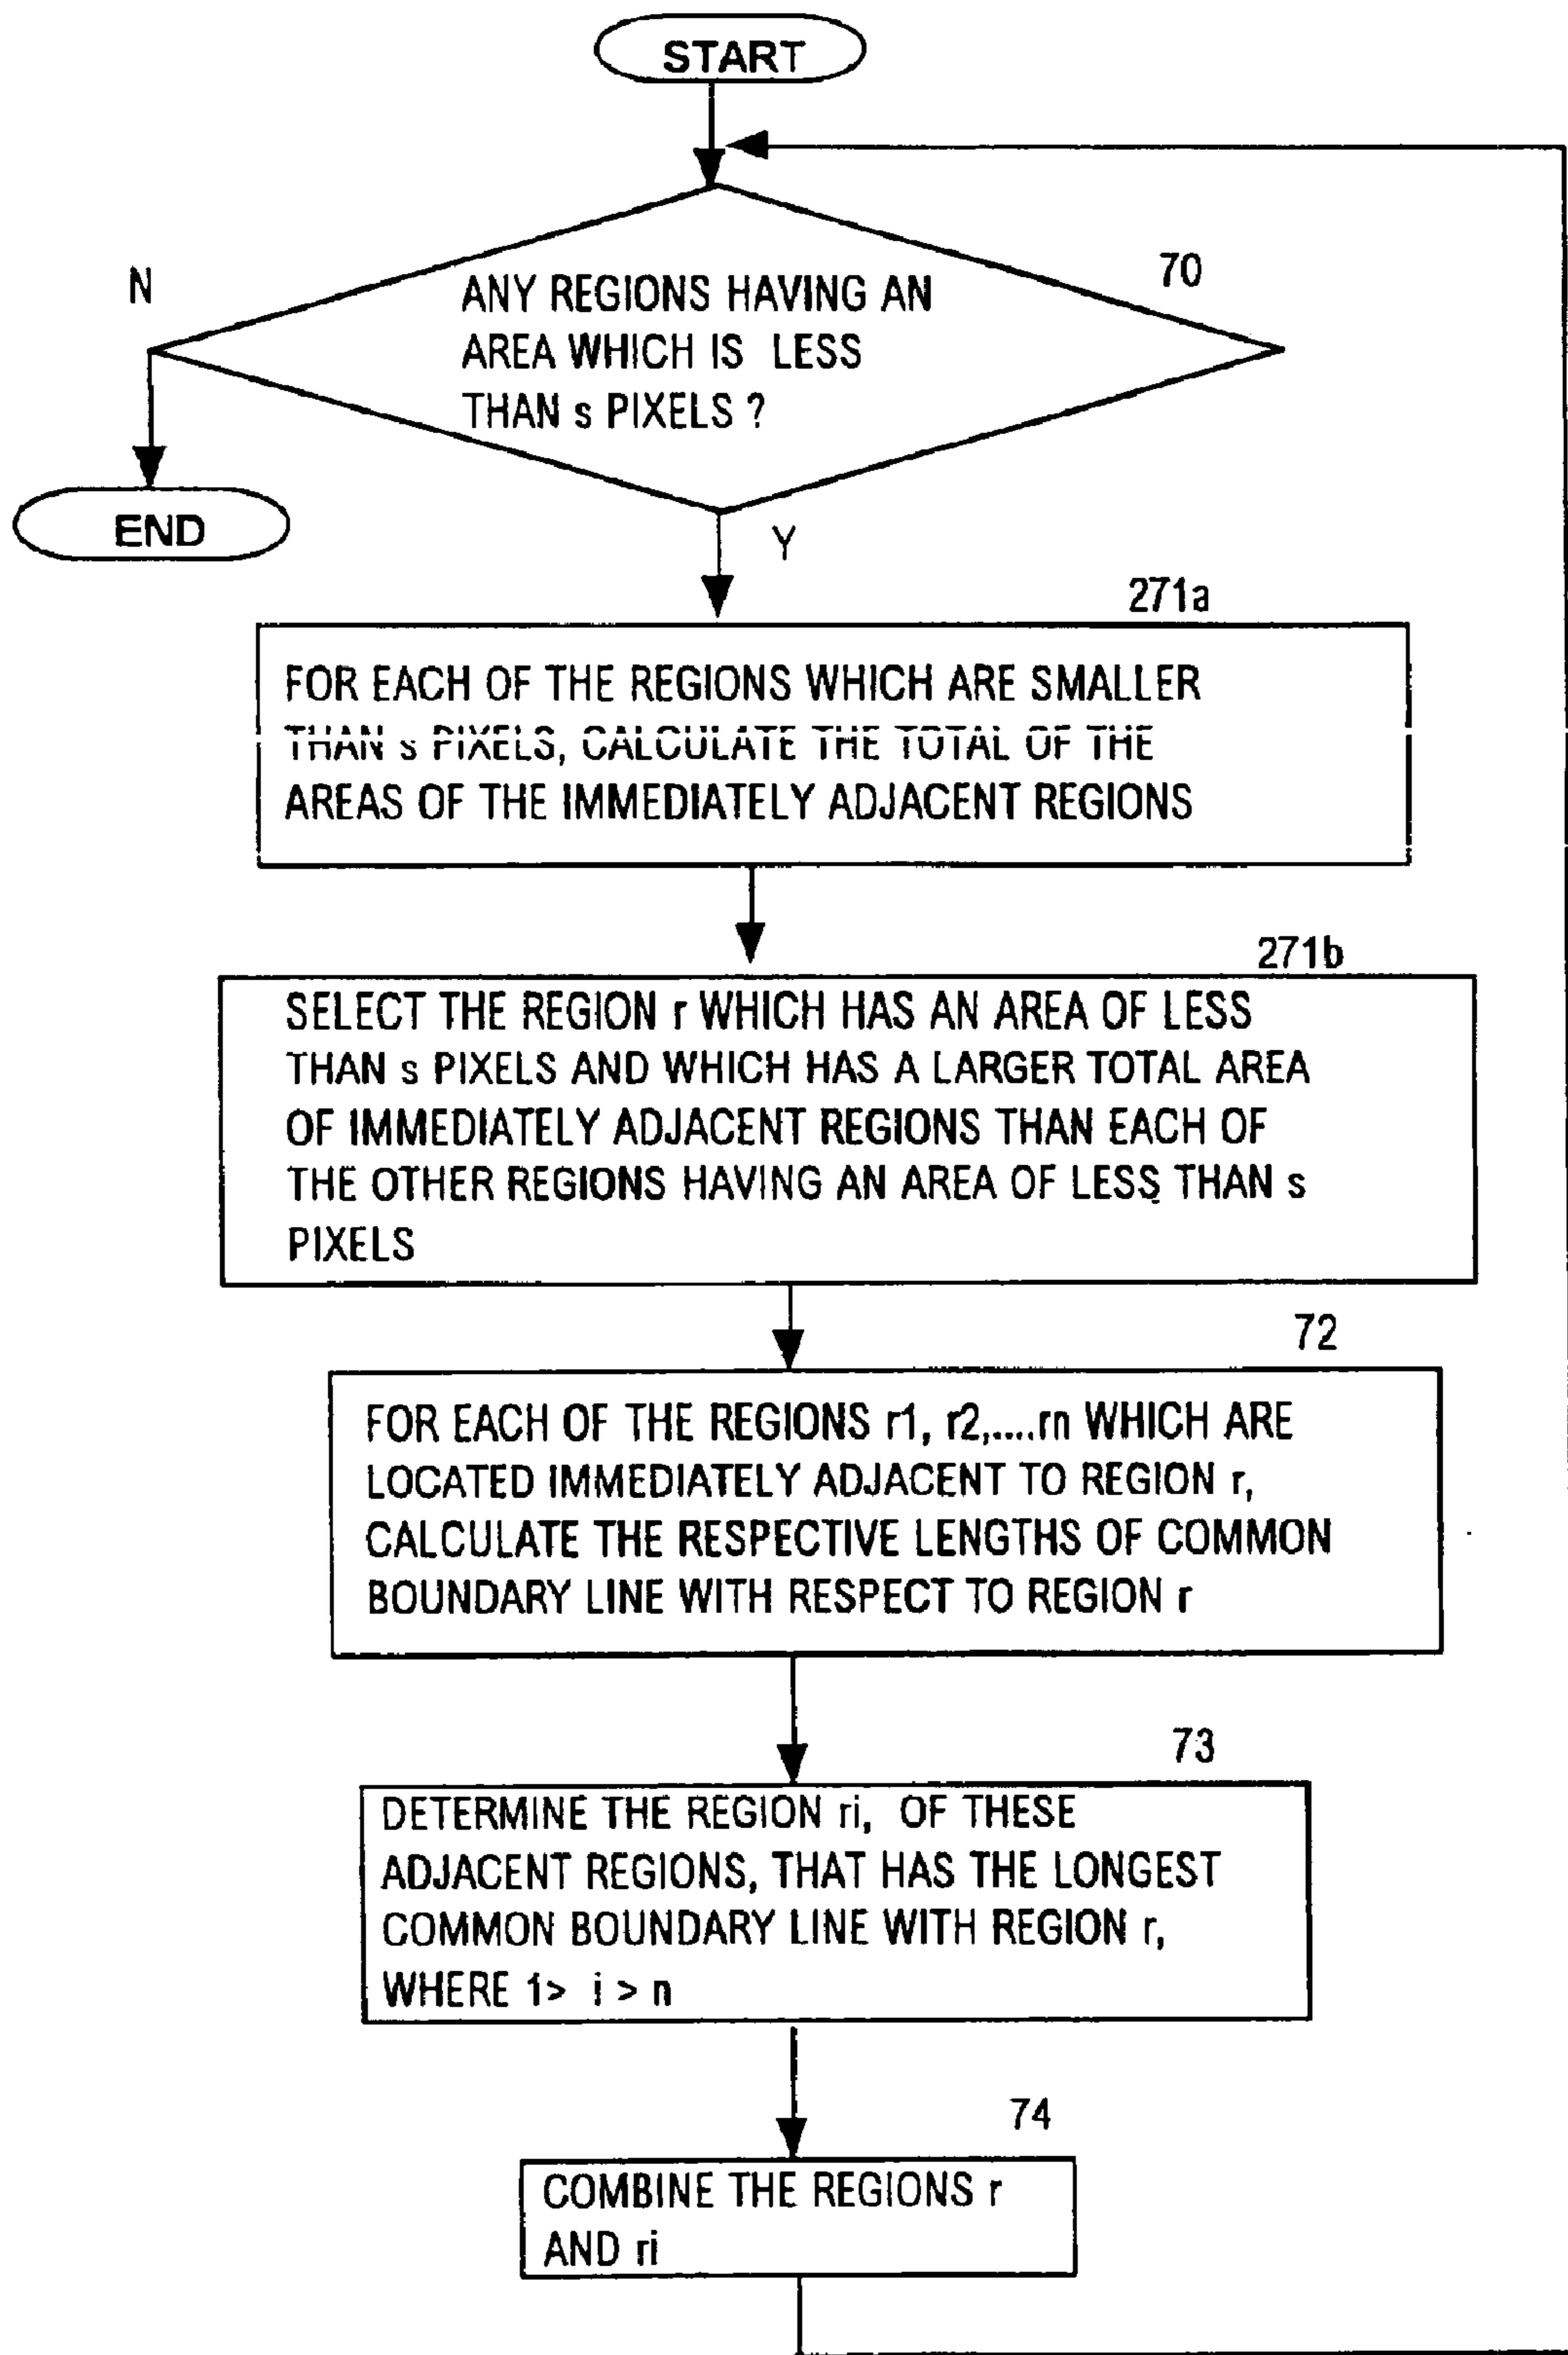 START
70
N
ANY REGIONS HAVING AN
AREA WHICH IS LESS
THAN s PIXELS ?
END
Y
271a
FOR EACH OF THE REGIONS WHICH ARE SMALLER
THAN s PIXELS, CALCULATE THE TOTAL OF THE
AREAS OF THE IMMEDIATELY ADJACENT REGIONS
271b
SELECT THE REGION r WHICH HAS AN AREA OF LESS
THAN s PIXELS AND WHICH HAS A LARGER TOTAL AREA
OF IMMEDIATELY ADJACENT REGIONS THAN EACH OF
THE OTHER REGIONS HAVING AN AREA OF LESS THAN s
PIXELS
72
FOR EACH OF THE REGIONS r1, r2,....rn WHICH ARE
LOCATED IMMEDIATELY ADJACENT TO REGION r,
CALCULATE THE RESPECTIVE LENGTHS OF COMMON
BOUNDARY LINE WITH RESPECT TO REGION r
73
DETERMINE THE REGION ri, OF THESE
ADJACENT REGIONS, THAT HAS THE LONGEST
COMMON BOUNDARY LINE WITH REGION r,
WHERE 1> i > n
74
COMBINE THE REGIONS r
AND ri